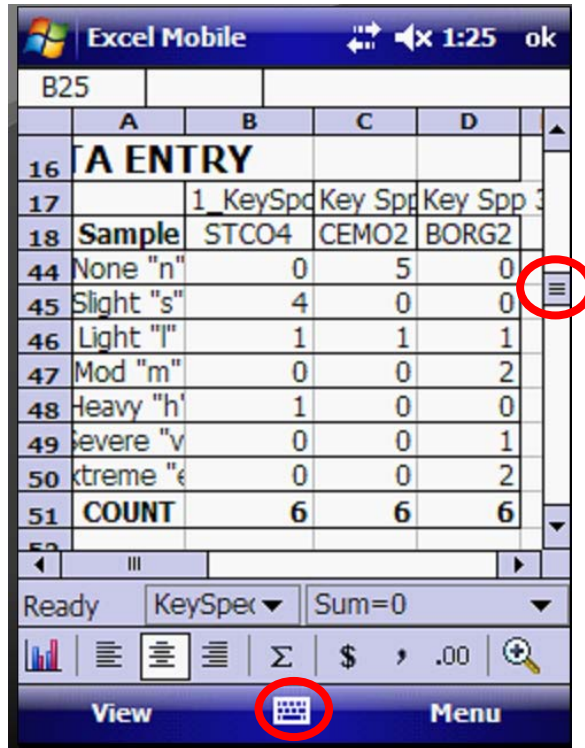 Excel Mobile 1:25 ok
B25
A B C D
16 TA ENTRY
17 1_KeySpc Key Spp Key Spp 3
18 Sample STCO4 CEMO2 BORG2
44 None "n" 0 5 0
45 Slight "s" 4 0 0
46 Light "l" 1 1 1
47 Mod "m" 0 0 2
48 Heavy "h" 1 0 0
49 Severe "v 0 0 1
50 xtreme "e 0 0 2
51 COUNT 6 6 6
Ready KeySpec Sum=0
Σ $ , .00
View Menu